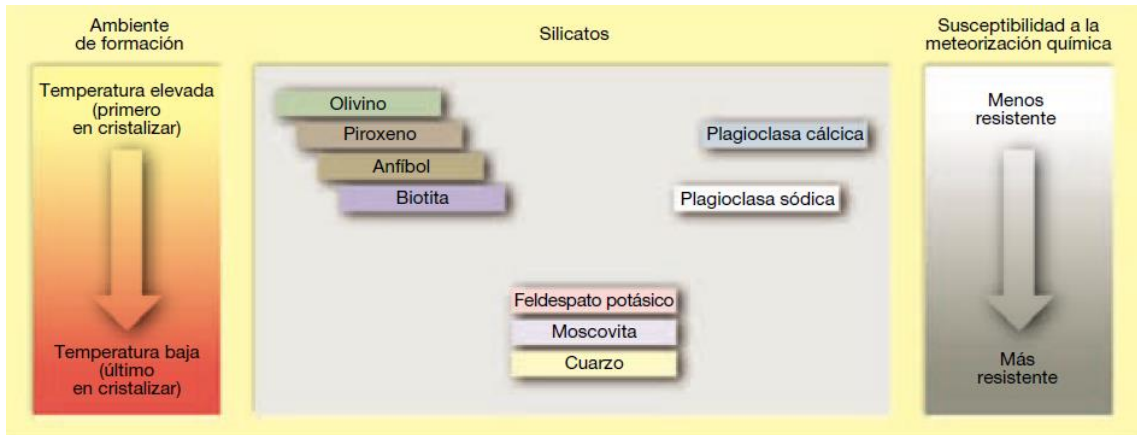 Ambiente
de formación
Silicatos
Susceptibilidad a la
meteorización química
Temperatura elevada
(primero
en cristalizar)
Olivino
Piroxeno
Anfíbol
Biotita
Plagioclasa cálcica
Plagioclasa sódica
Menos
resistente
Feldespato potásico
Moscovita
Cuarzo
Temperatura baja
(último
en cristalizar)
Más
resistente